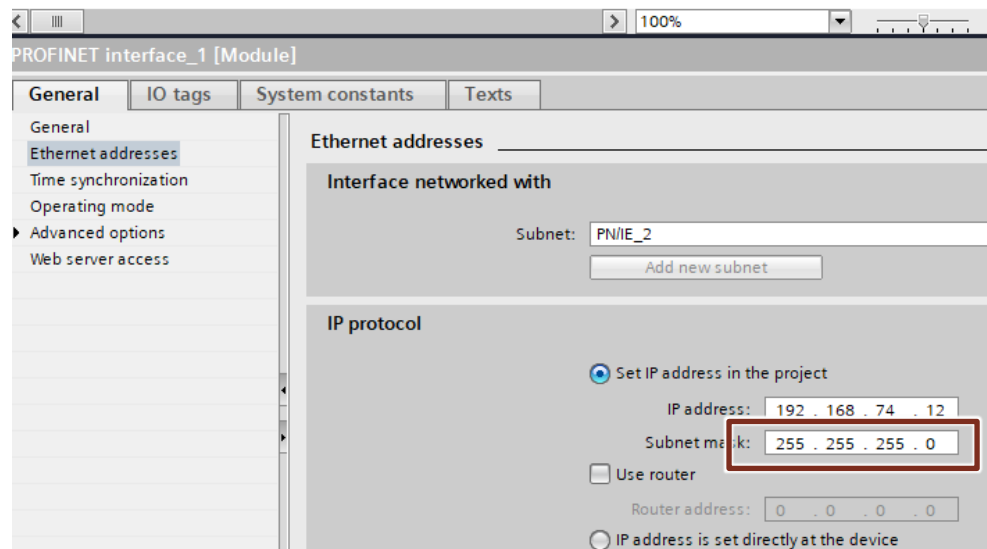 100%
PROFINET interface_1 [Module]
General IO tags System constants Texts
General
Ethernet addresses
Time synchronization
Operating mode
Advanced options
Web server access
Ethernet addresses
Interface networked with
Subnet: PN/IE_2
Add new subnet
IP protocol
Set IP address in the project
IP address: 192 . 168 . 74 . 12
Subnet mask: 255 . 255 . 255 . 0
Use router
Router address: 0 . 0 . 0 . 0
IP address is set directly at the device